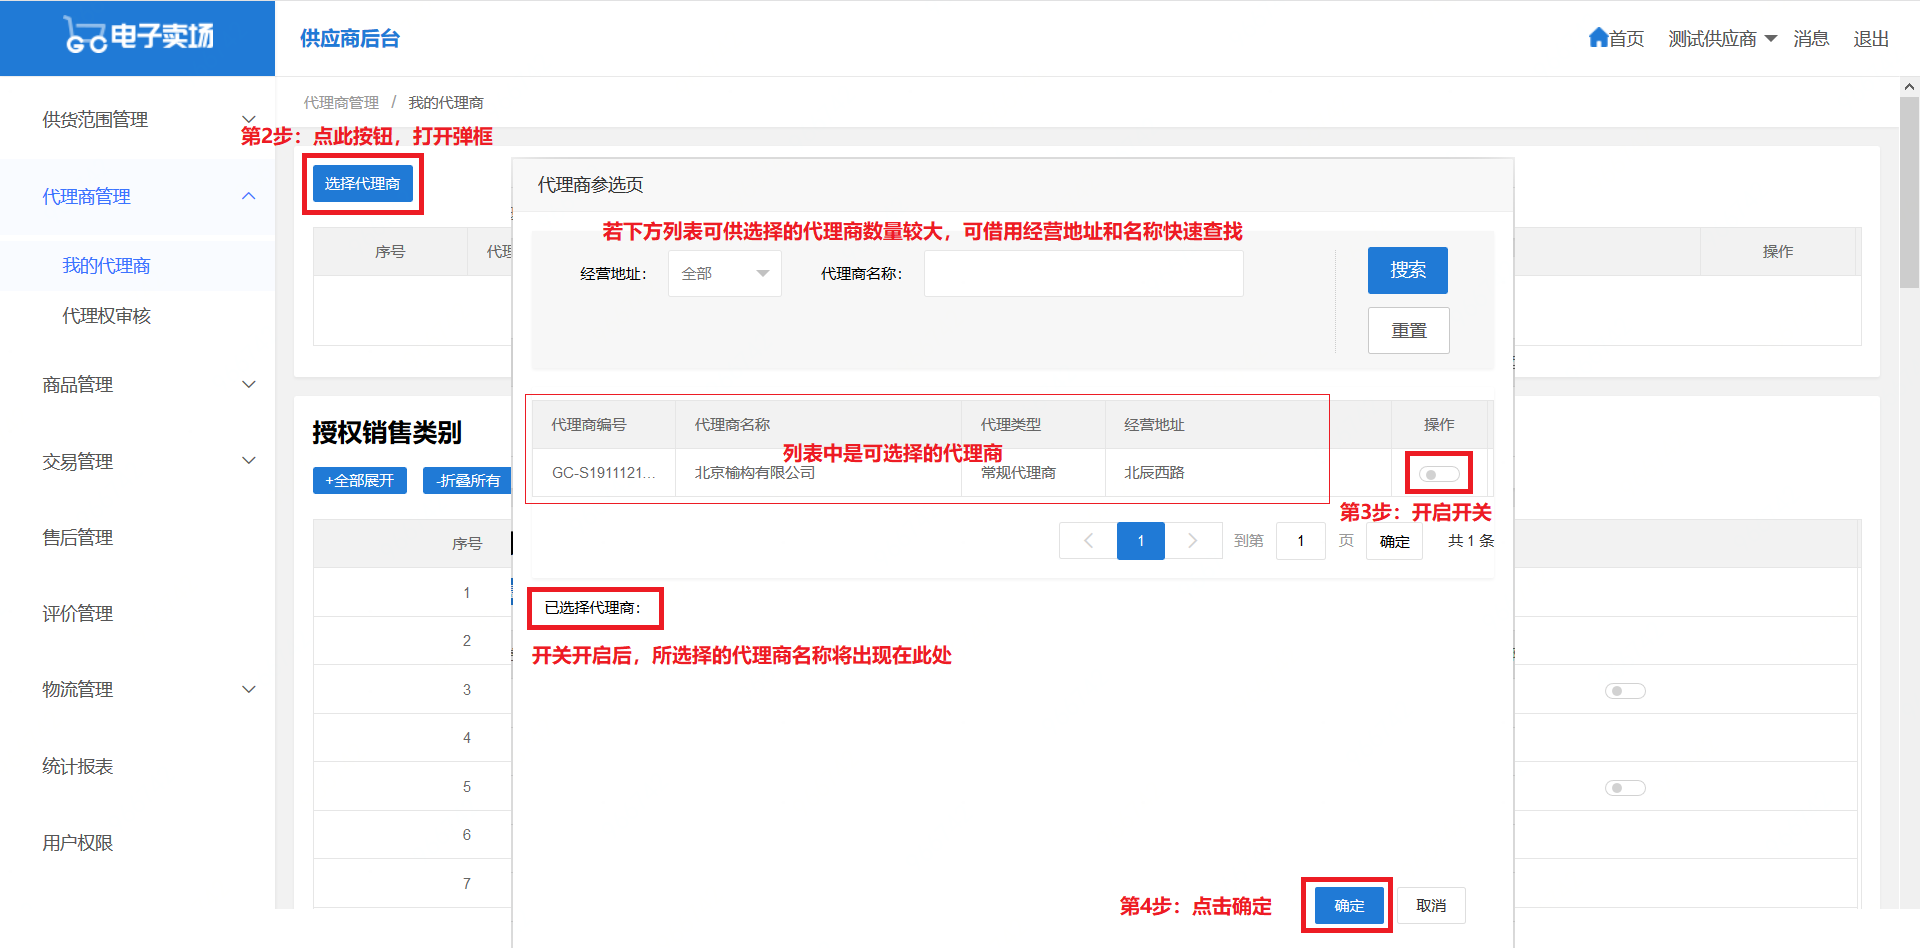 GC电子卖场
供应商后台
首页
测试供应商
消息
退出
供货范围管理
代理商管理
我的代理商
代理权审核
商品管理
交易管理
售后管理
评价管理
物流管理
统计报表
用户权限
代理商管理 / 我的代理商
第2步：点此按钮，打开弹框
选择代理商
序号
代理
操作
授权销售类别
+全部展开
-折叠所有
序号
1
2
3
4
5
6
7
代理商参选页
若下方列表可供选择的代理商数量较大，可借用经营地址和名称快速查找
经营地址：
全部
代理商名称：
搜索
重置
代理商编号 代理商名称 代理类型 经营地址 操作
列表中是可选择的代理商
GC-S1911121... 北京榆构有限公司 常规代理商 北辰西路
第3步：开启开关
1 到第 1 页 确定 共 1 条
已选择代理商：
开关开启后，所选择的代理商名称将出现在此处
第4步：点击确定
确定
取消